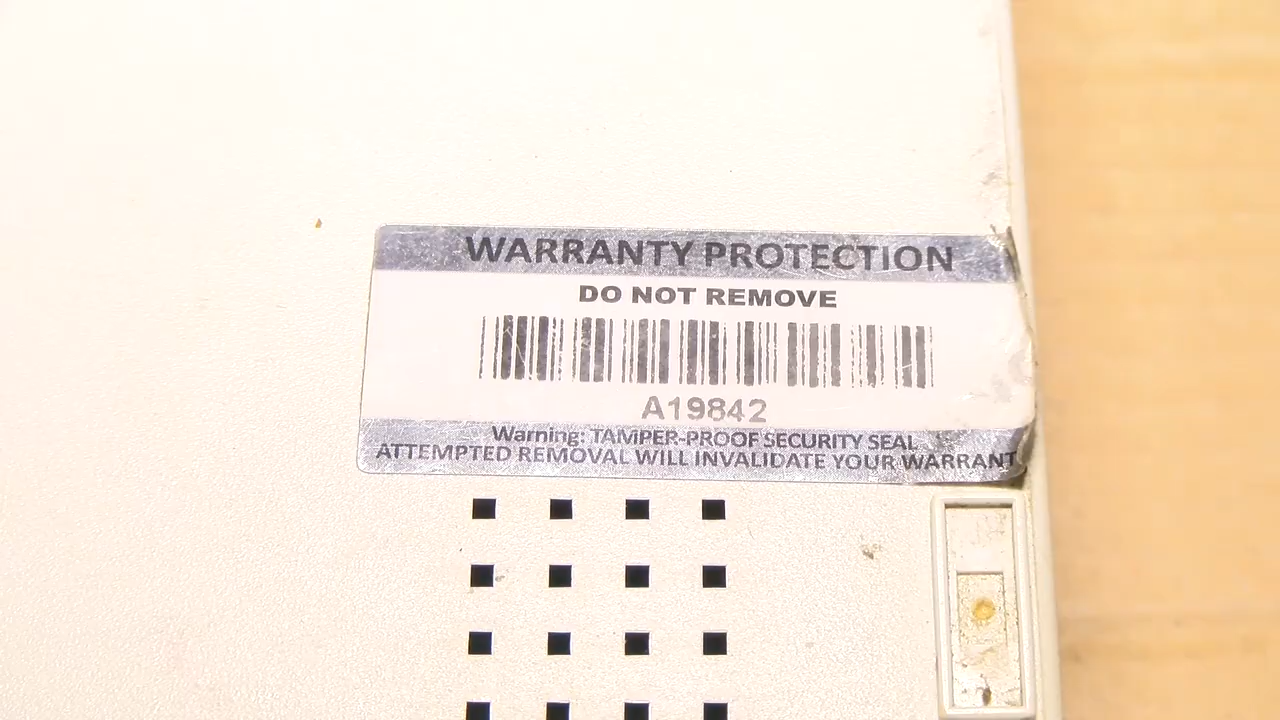 WARRANTY PROTECTION
DO NOT REMOVE
A19842
Warning: TAMPER-PROOF SECURITY SEAL
ATTEMPTED REMOVAL WILL INVALIDATE YOUR WARRANT